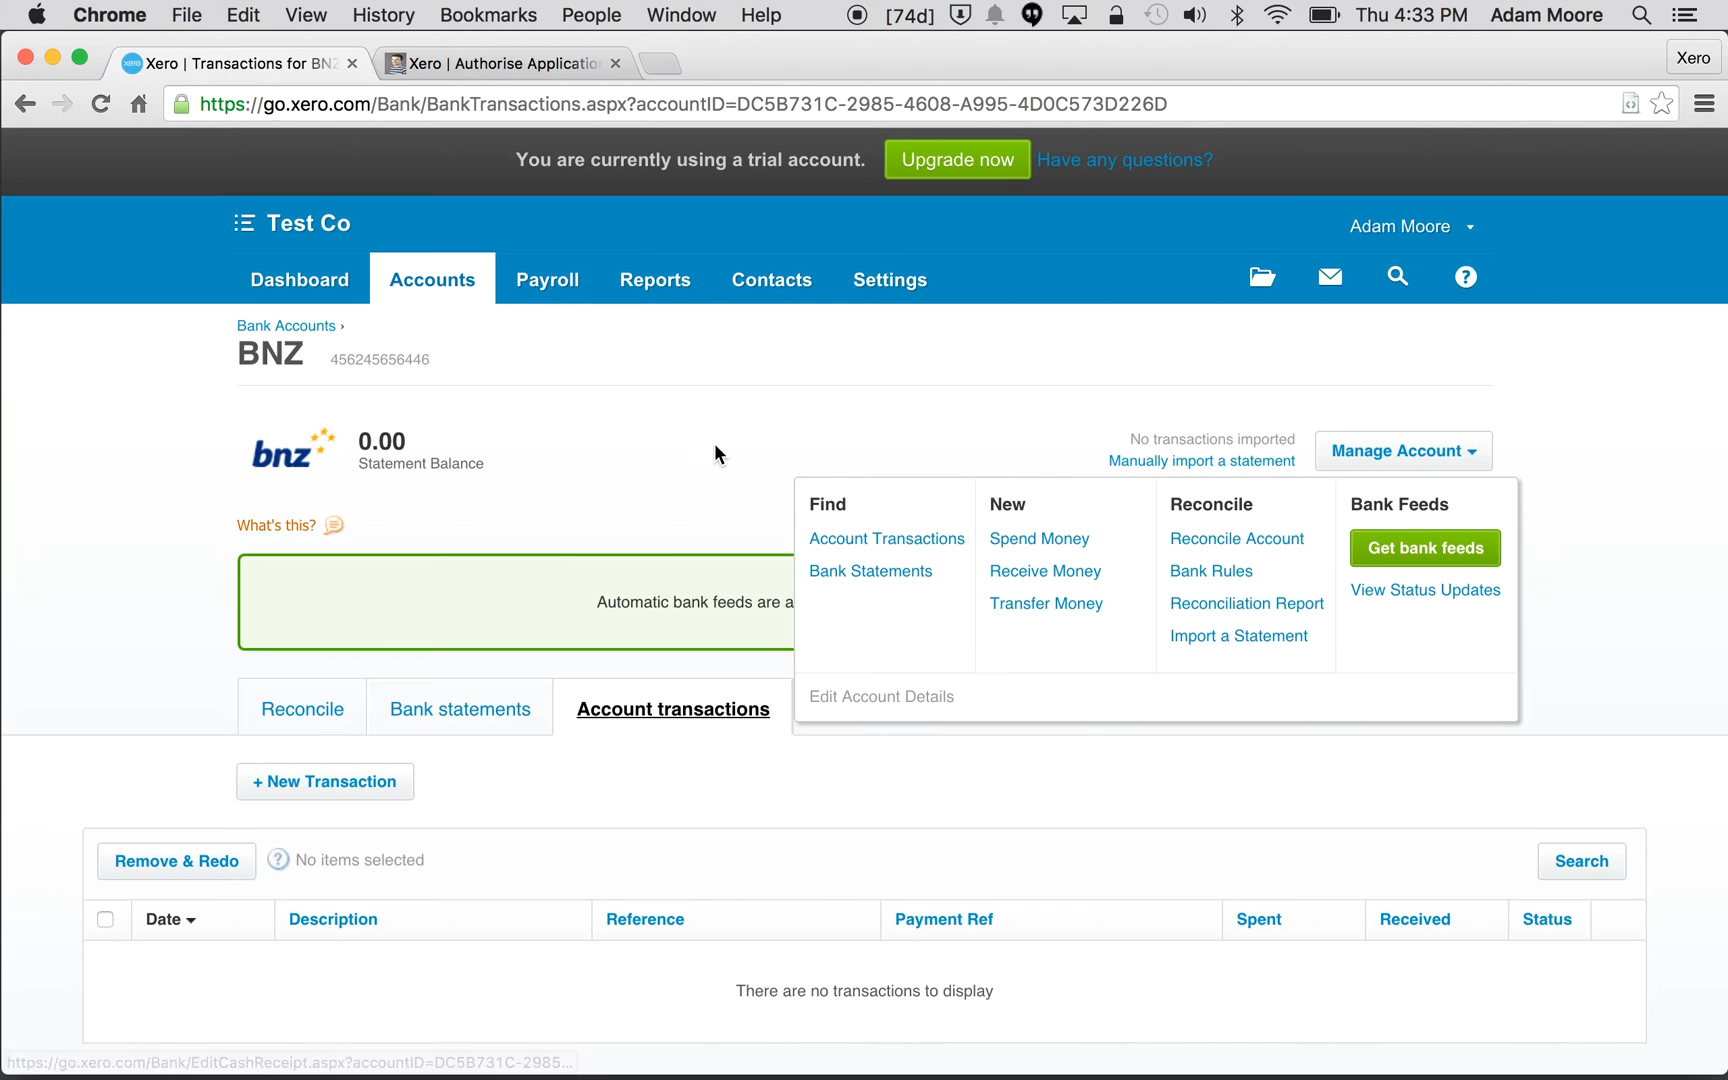 Chrome File Edit View History Bookmarks People Window Help [74d] Thu 4:33 PM Adam Moore
xero Xero | Transactions for BN Xero | Authorise Applicatio Xero
https://go.xero.com/Bank/BankTransactions.aspx?accountID=DC5B731C-2985-4608-A995-4D0C573D226D
You are currently using a trial account. Upgrade now Have any questions?
Test Co Adam Moore
Dashboard Accounts Payroll Reports Contacts Settings
Bank Accounts ›
BNZ 456245656446
bnz 0.00
Statement Balance
No transactions imported
Manually import a statement
Manage Account
What's this?
Automatic bank feeds are a
Find New Reconcile Bank Feeds
Account Transactions Spend Money Reconcile Account Get bank feeds
Bank Statements Receive Money Bank Rules View Status Updates
Transfer Money Reconciliation Report
Import a Statement
Edit Account Details
Reconcile Bank statements Account transactions
+ New Transaction
Remove & Redo ? No items selected Search
Date Description Reference Payment Ref Spent Received Status
There are no transactions to display
https://go.xero.com/Bank/EditCashReceipt.aspx?accountID=DC5B731C-2985...